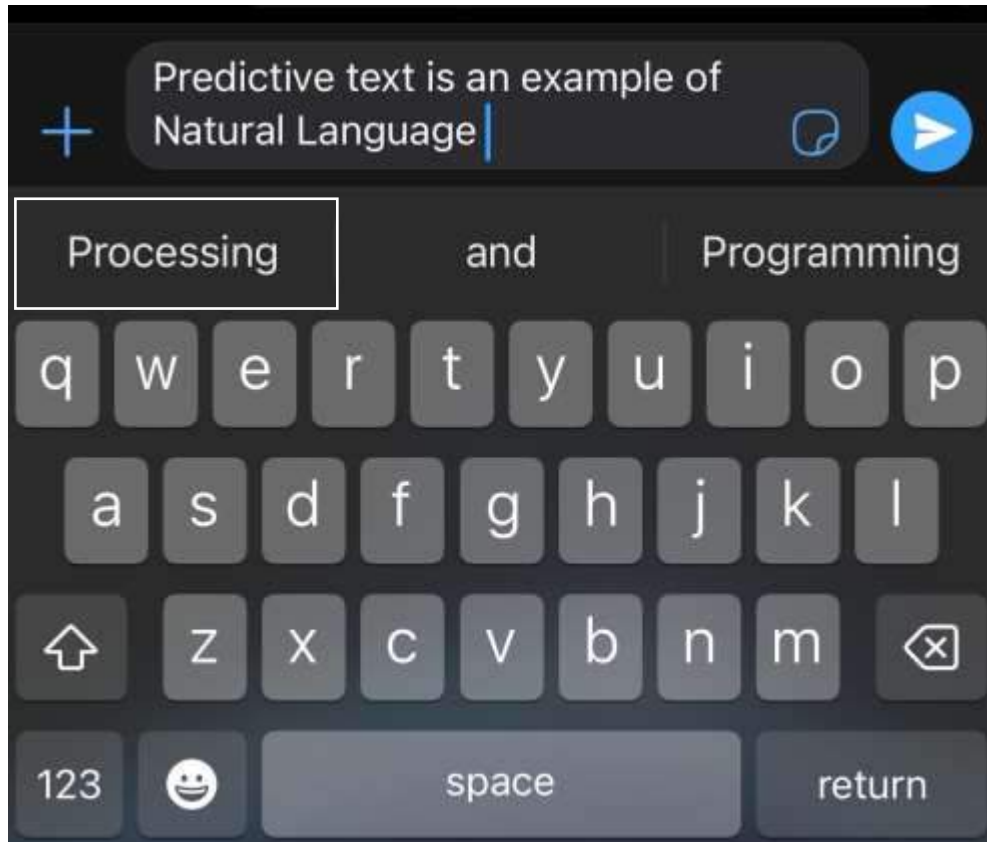 Predictive text is an example of
Natural Language
Processing and Programming
q w e r t y u i o p
a s d f g h j k l
z x c v b n m
123 space return